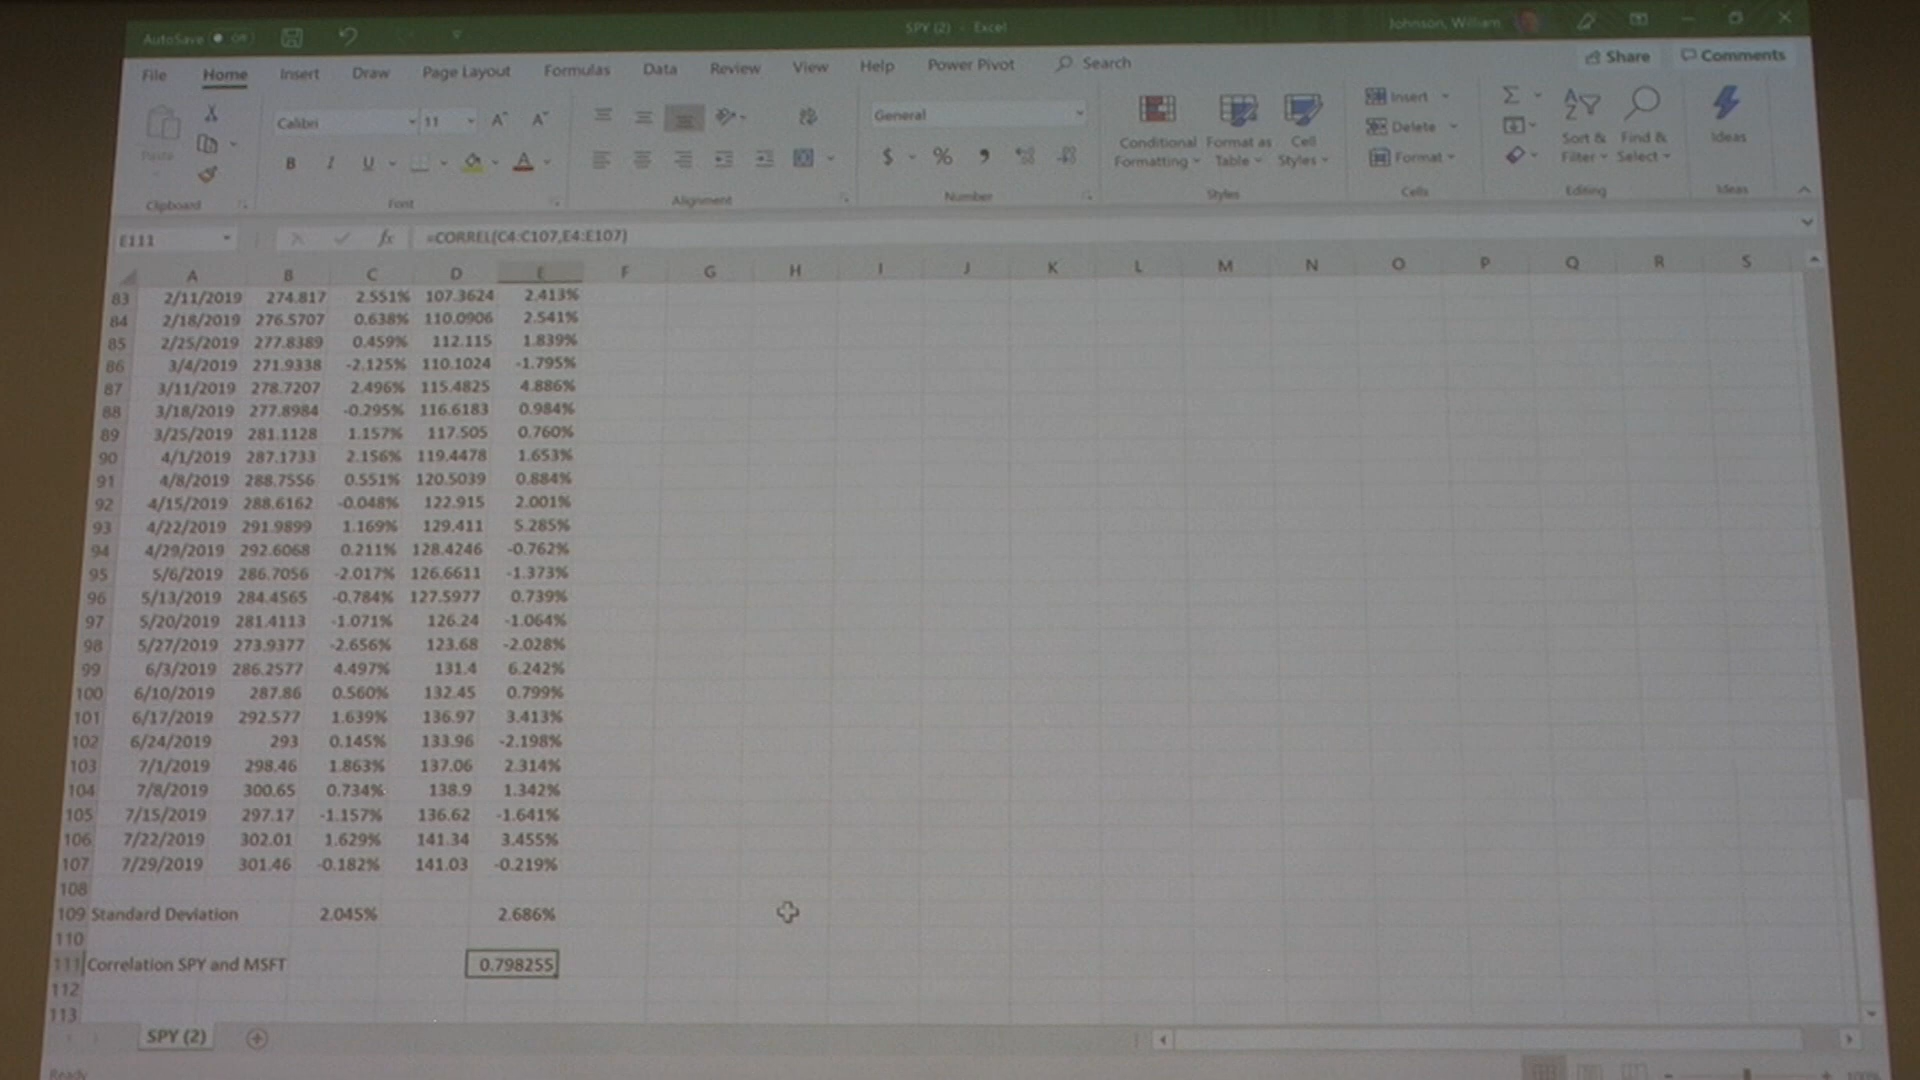 AutoSave Off SPY (2) - Excel Johnson, William
File Home Insert Draw Page Layout Formulas Data Review View Help Power Pivot Search Share Comments
Paste Calibri 11 A A General Conditional Formatting Format as Table Cell Styles Insert Delete Format Sort & Filter Find & Select Ideas
B I U A $ % ,
Clipboard Font Alignment Number Styles Cells Editing Ideas
E111 fx =CORREL(C4:C107,E4:E107)
A B C D E F G H I J K L M N O P Q R S
83 2/11/2019 274.817 2.551% 107.3624 2.413%
84 2/18/2019 276.5707 0.638% 110.0906 2.541%
85 2/25/2019 277.8389 0.459% 112.115 1.839%
86 3/4/2019 271.9338 -2.125% 110.1024 -1.795%
87 3/11/2019 278.7207 2.496% 115.4825 4.886%
88 3/18/2019 277.8984 -0.295% 116.6183 0.984%
89 3/25/2019 281.1128 1.157% 117.505 0.760%
90 4/1/2019 287.1733 2.156% 119.4478 1.653%
91 4/8/2019 288.7556 0.551% 120.5039 0.884%
92 4/15/2019 288.6162 -0.048% 122.915 2.001%
93 4/22/2019 291.9899 1.169% 129.411 5.285%
94 4/29/2019 292.6068 0.211% 128.4246 -0.762%
95 5/6/2019 286.7056 -2.017% 126.6611 -1.373%
96 5/13/2019 284.4565 -0.784% 127.5977 0.739%
97 5/20/2019 281.4113 -1.071% 126.24 -1.064%
98 5/27/2019 273.9377 -2.656% 123.68 -2.028%
99 6/3/2019 286.2577 4.497% 131.4 6.242%
100 6/10/2019 287.86 0.560% 132.45 0.799%
101 6/17/2019 292.577 1.639% 136.97 3.413%
102 6/24/2019 293 0.145% 133.96 -2.198%
103 7/1/2019 298.46 1.863% 137.06 2.314%
104 7/8/2019 300.65 0.734% 138.9 1.342%
105 7/15/2019 297.17 -1.157% 136.62 -1.641%
106 7/22/2019 302.01 1.629% 141.34 3.455%
107 7/29/2019 301.46 -0.182% 141.03 -0.219%
108
109 Standard Deviation 2.045% 2.686%
110
111 Correlation SPY and MSFT 0.798255
112
113
SPY (2)
Ready 100%